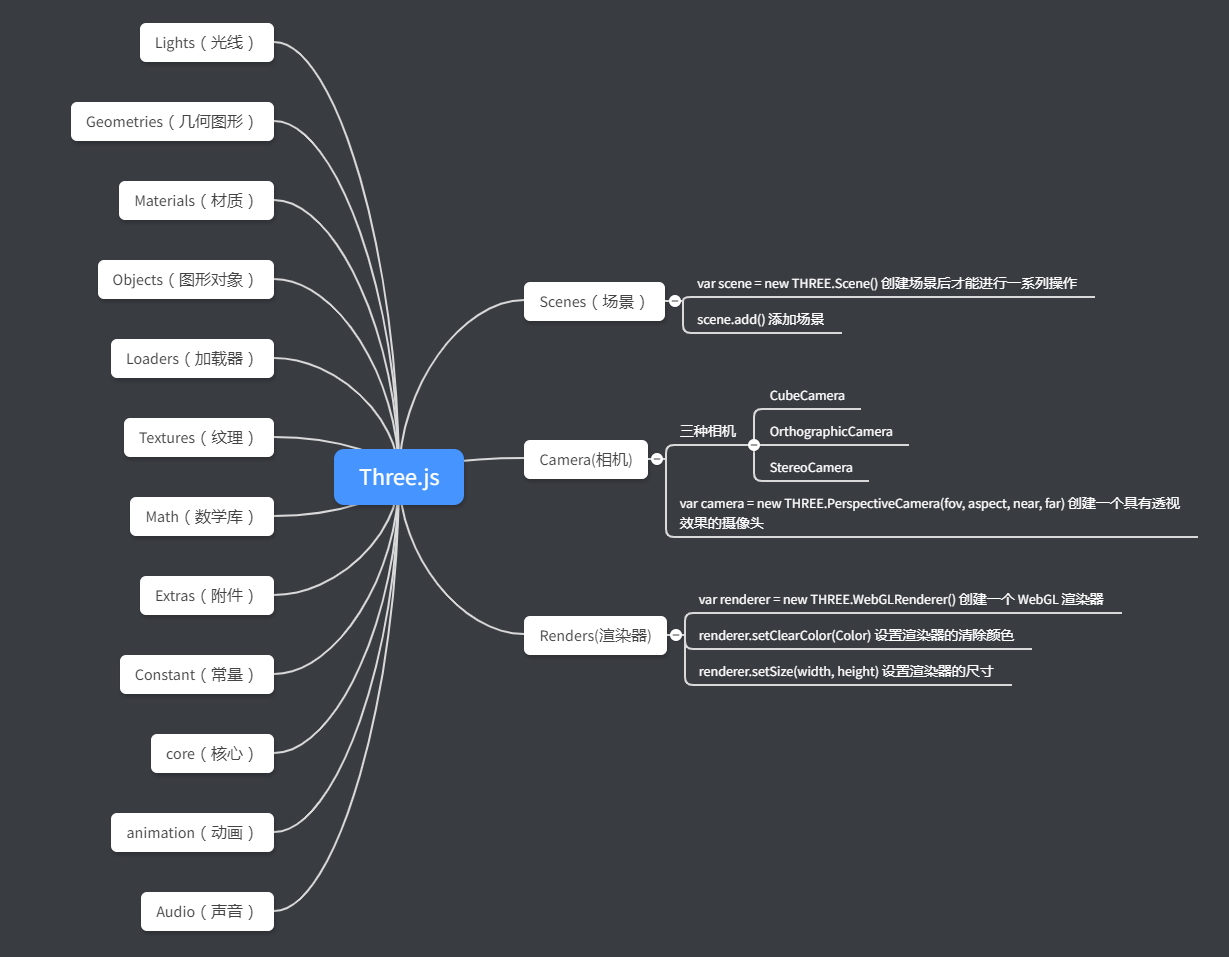 Lights（光线）
Geometries（几何图形）
Materials（材质）
Objects（图形对象）
Loaders（加载器）
Textures（纹理）
Math（数学库）
Extras（附件）
Constant（常量）
core（核心）
animation（动画）
Audio（声音）
Three.js
Scenes（场景）
var scene = new THREE.Scene() 创建场景后才能进行一系列操作
scene.add() 添加场景
Camera(相机)
三种相机
CubeCamera
OrthographicCamera
StereoCamera
var camera = new THREE.PerspectiveCamera(fov, aspect, near, far) 创建一个具有透视
效果的摄像头
Renders(渲染器)
var renderer = new THREE.WebGLRenderer() 创建一个 WebGL 渲染器
renderer.setClearColor(Color) 设置渲染器的清除颜色
renderer.setSize(width, height) 设置渲染器的尺寸